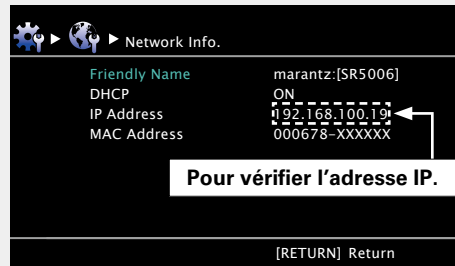 Network Info.
Friendly Name marantz:[SR5006]
DHCP ON
IP Address 192.168.100.19
MAC Address 000678-XXXXXX
Pour vérifier l’adresse IP.
[RETURN] Return